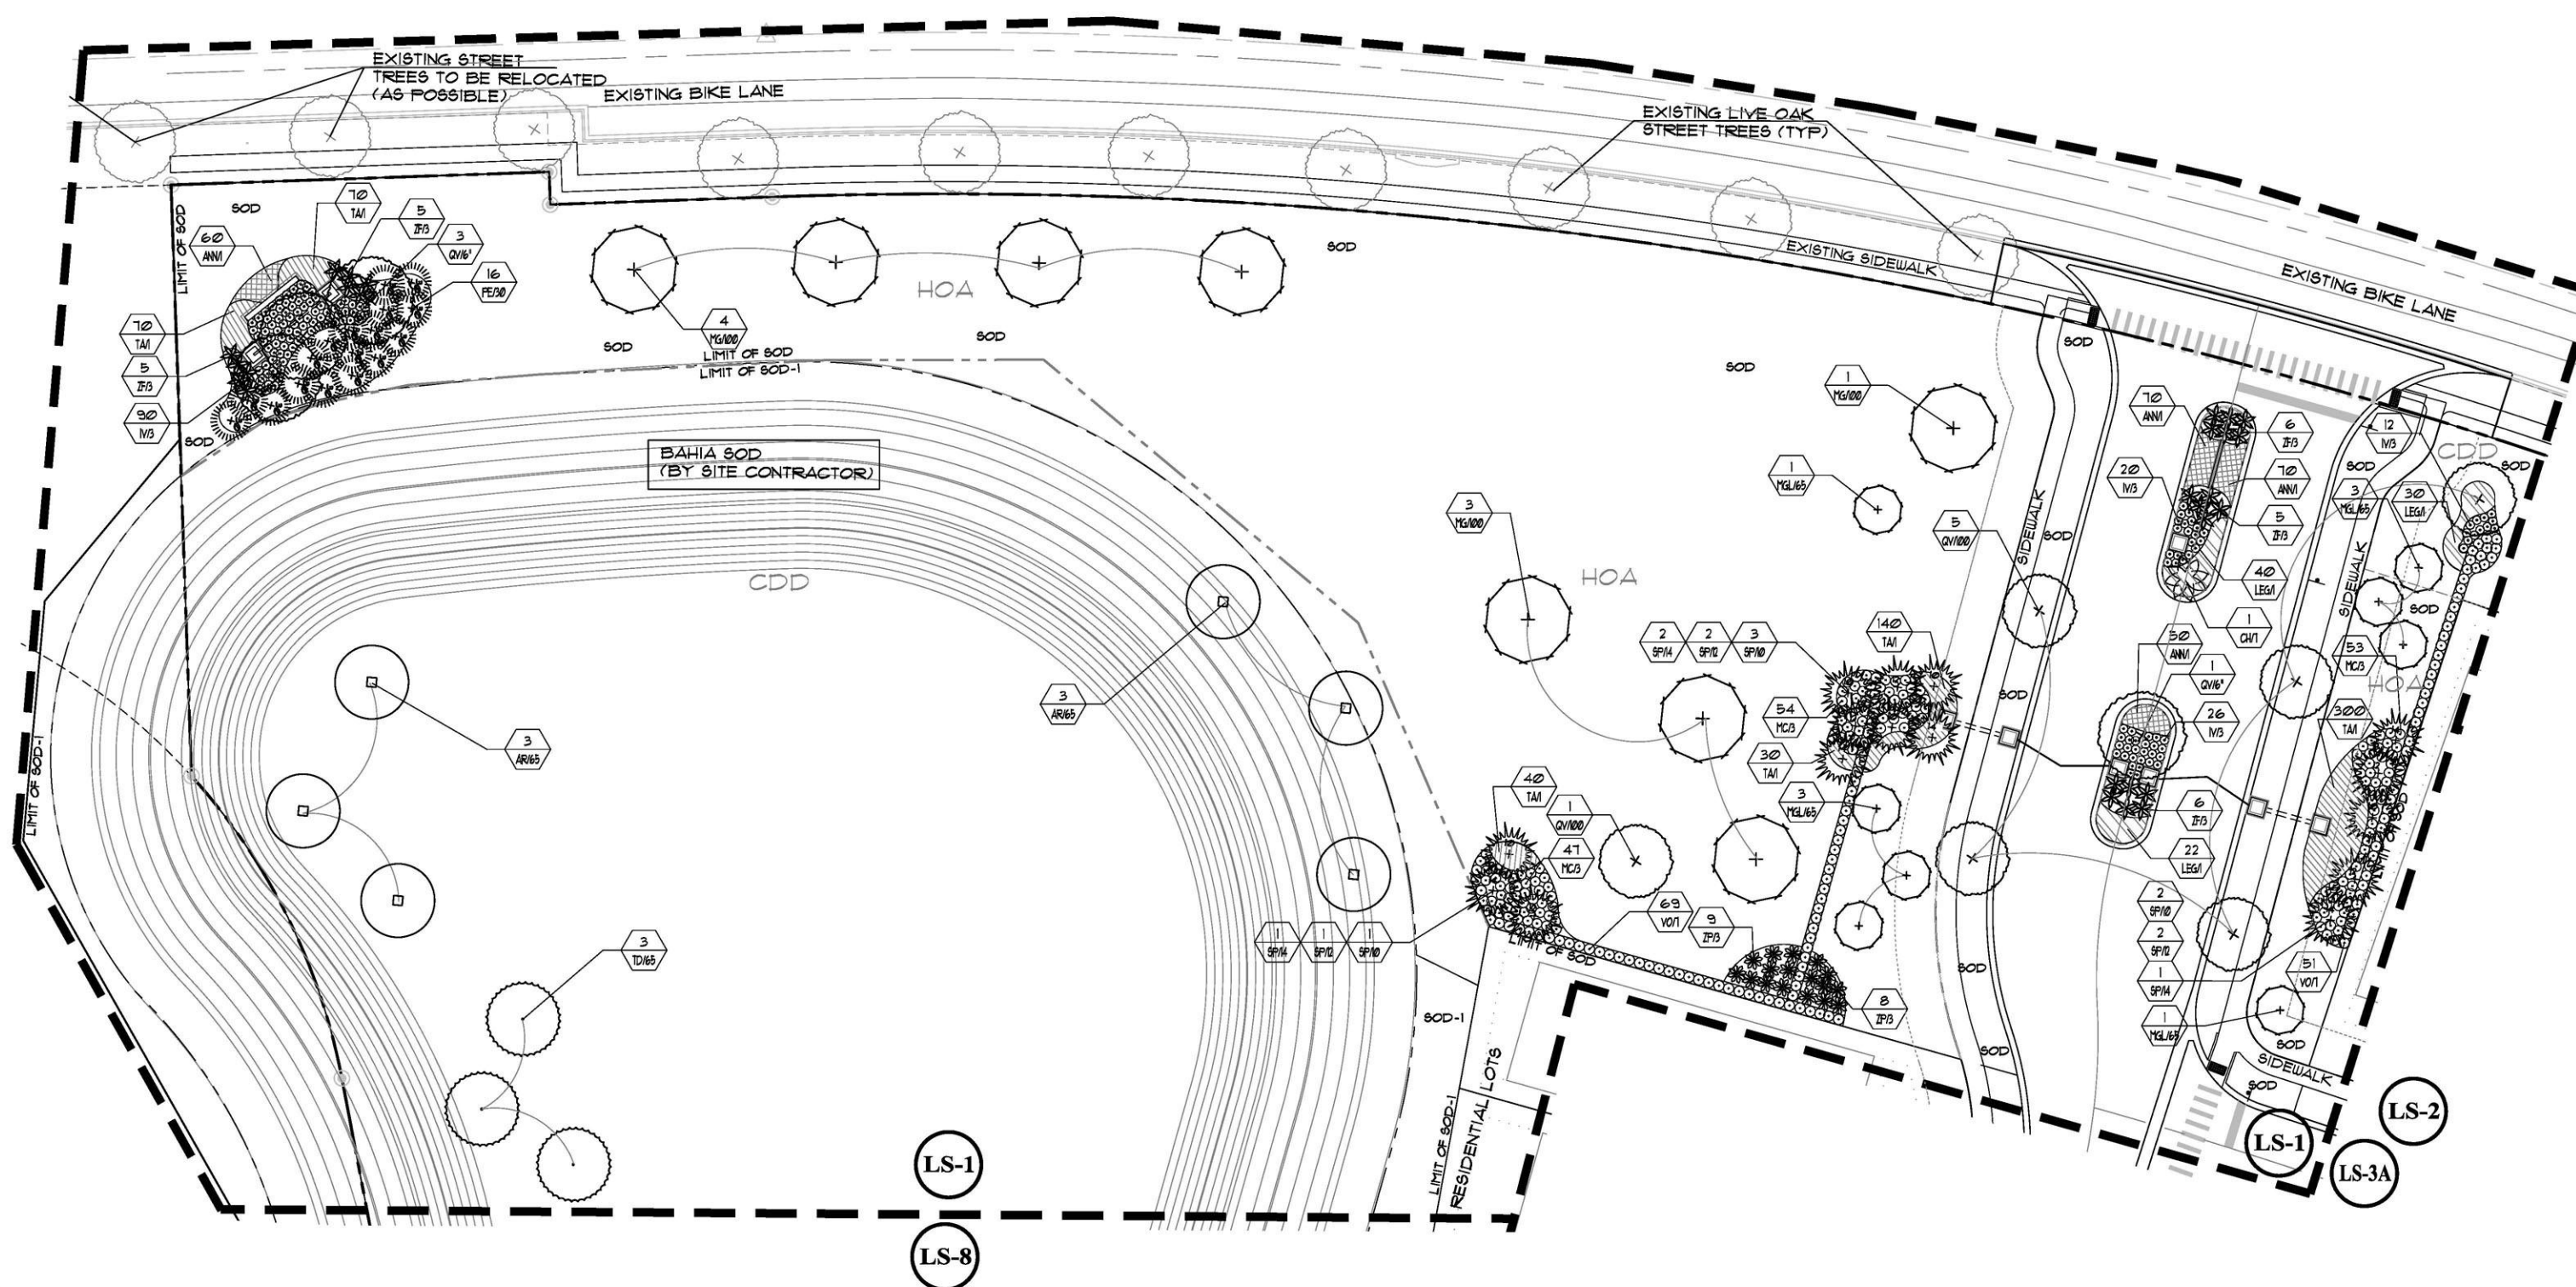 EXISTING STREET
TREES TO BE RELOCATED
(AS POSSIBLE)
EXISTING BIKE LANE
EXISTING LIVE OAK
STREET TREES (TYP)
EXISTING SIDEWALK
EXISTING BIKE LANE
LIMIT OF SOD
SOD
70
TA/1
5
ZF/3
3
QV/6"
16
PE/30
60
ANN/1
70
TA/1
5
ZF/3
90
IV/3
SOD
HOA
SOD
4
MG/100
SOD
SOD
LIMIT OF SOD
LIMIT OF SOD-1
BAHIA SOD
(BY SITE CONTRACTOR)
CDD
SOD
1
MG/100
1
MGL/65
3
MG/100
5
QV/100
HOA
SIDEWALK
SOD
SOD
SOD
70
ANN/1
6
ZF/3
20
IV/3
70
ANN/1
5
ZF/3
40
LEG/1
1
CH/1
12
IV/3
CDD
SOD
SOD
3
MGL/65
30
LEG/1
SIDEWALK
SOD
53
MC/3
HOA
300
TA/1
50
ANN/1
1
QV/6"
26
IV/3
6
ZF/3
22
LEG/1
2
SP/10
2
SP/12
1
SP/14
1
MGL/65
51
VO/7
LIMIT OF SOD
SOD
SIDEWALK
SOD
2
SP/14
2
SP/12
3
SP/10
140
TA/1
54
MC/3
30
TA/1
3
MGL/65
40
TA/1
1
QV/100
47
MC/3
69
VO/7
9
ZP/3
8
ZP/3
1
SP/14
1
SP/12
1
SP/10
LIMIT OF SOD
SOD
SOD
SOD-1
LIMIT OF SOD-1
RESIDENTIAL LOTS
3
AR/65
3
AR/65
3
TD/65
LIMIT OF SOD-1
LS-1
LS-8
LS-1
LS-2
LS-3A